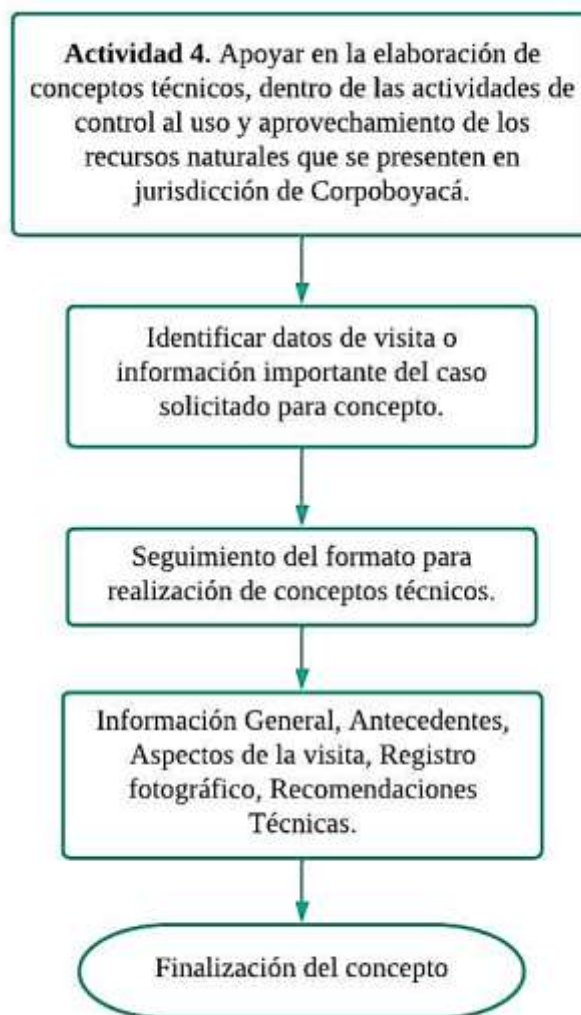 Actividad 4. Apoyar en la elaboración de
conceptos técnicos, dentro de las actividades de
control al uso y aprovechamiento de los
recursos naturales que se presenten en
jurisdicción de Corpoboyacá.
Identificar datos de visita o
información importante del caso
solicitado para concepto.
Seguimiento del formato para
realización de conceptos técnicos.
Información General, Antecedentes,
Aspectos de la visita, Registro
fotográfico, Recomendaciones
Técnicas.
Finalización del concepto